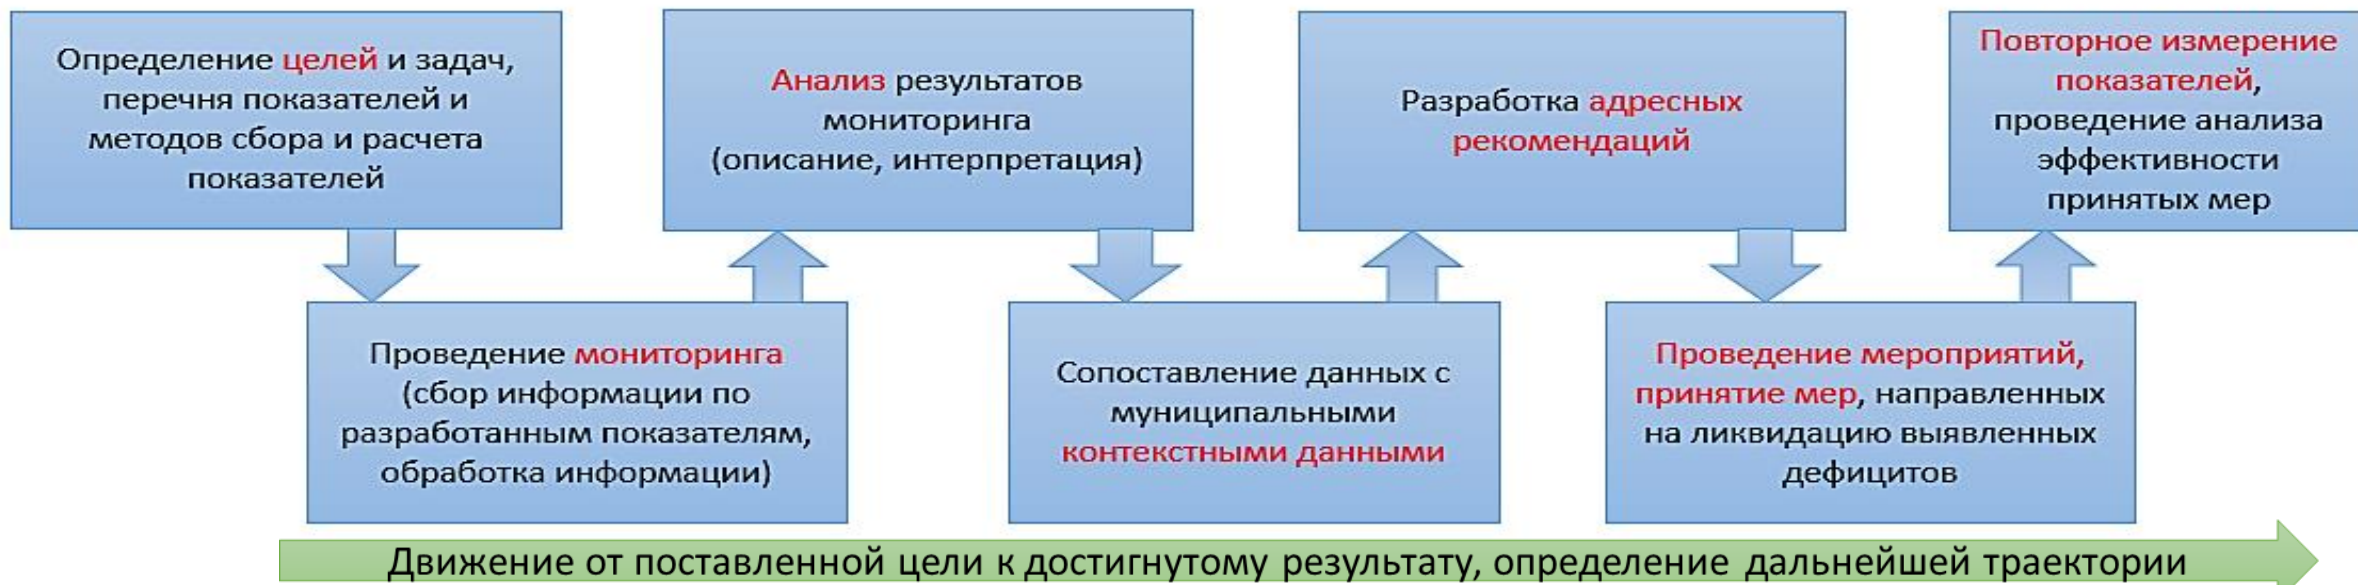 Определение целей и задач,
перечня показателей и
методов сбора и расчета
показателей
Проведение мониторинга
(сбор информации по
разработанным показателям,
обработка информации)
Анализ результатов
мониторинга
(описание, интерпретация)
Сопоставление данных с
муниципальными
контекстными данными
Разработка адресных
рекомендаций
Проведение мероприятий,
принятие мер, направленных
на ликвидацию выявленных
дефицитов
Повторное измерение
показателей,
проведение анализа
эффективности
принятых мер
Движение от поставленной цели к достигнутому результату, определение дальнейшей траектории